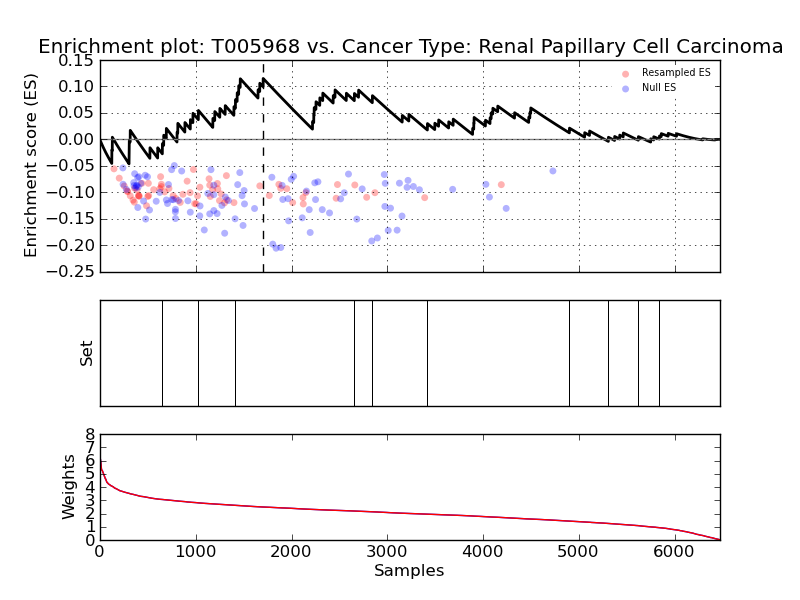 Enrichment plot: T005968 vs. Cancer Type: Renal Papillary Cell Carcinoma
0.15
0.10
0.05
0.00
−0.05
−0.10
−0.15
−0.20
−0.25
Enrichment score (ES)
Resampled ES
Null ES
Set
8
7
6
5
4
3
2
1
0
Weights
0 1000 2000 3000 4000 5000 6000
Samples